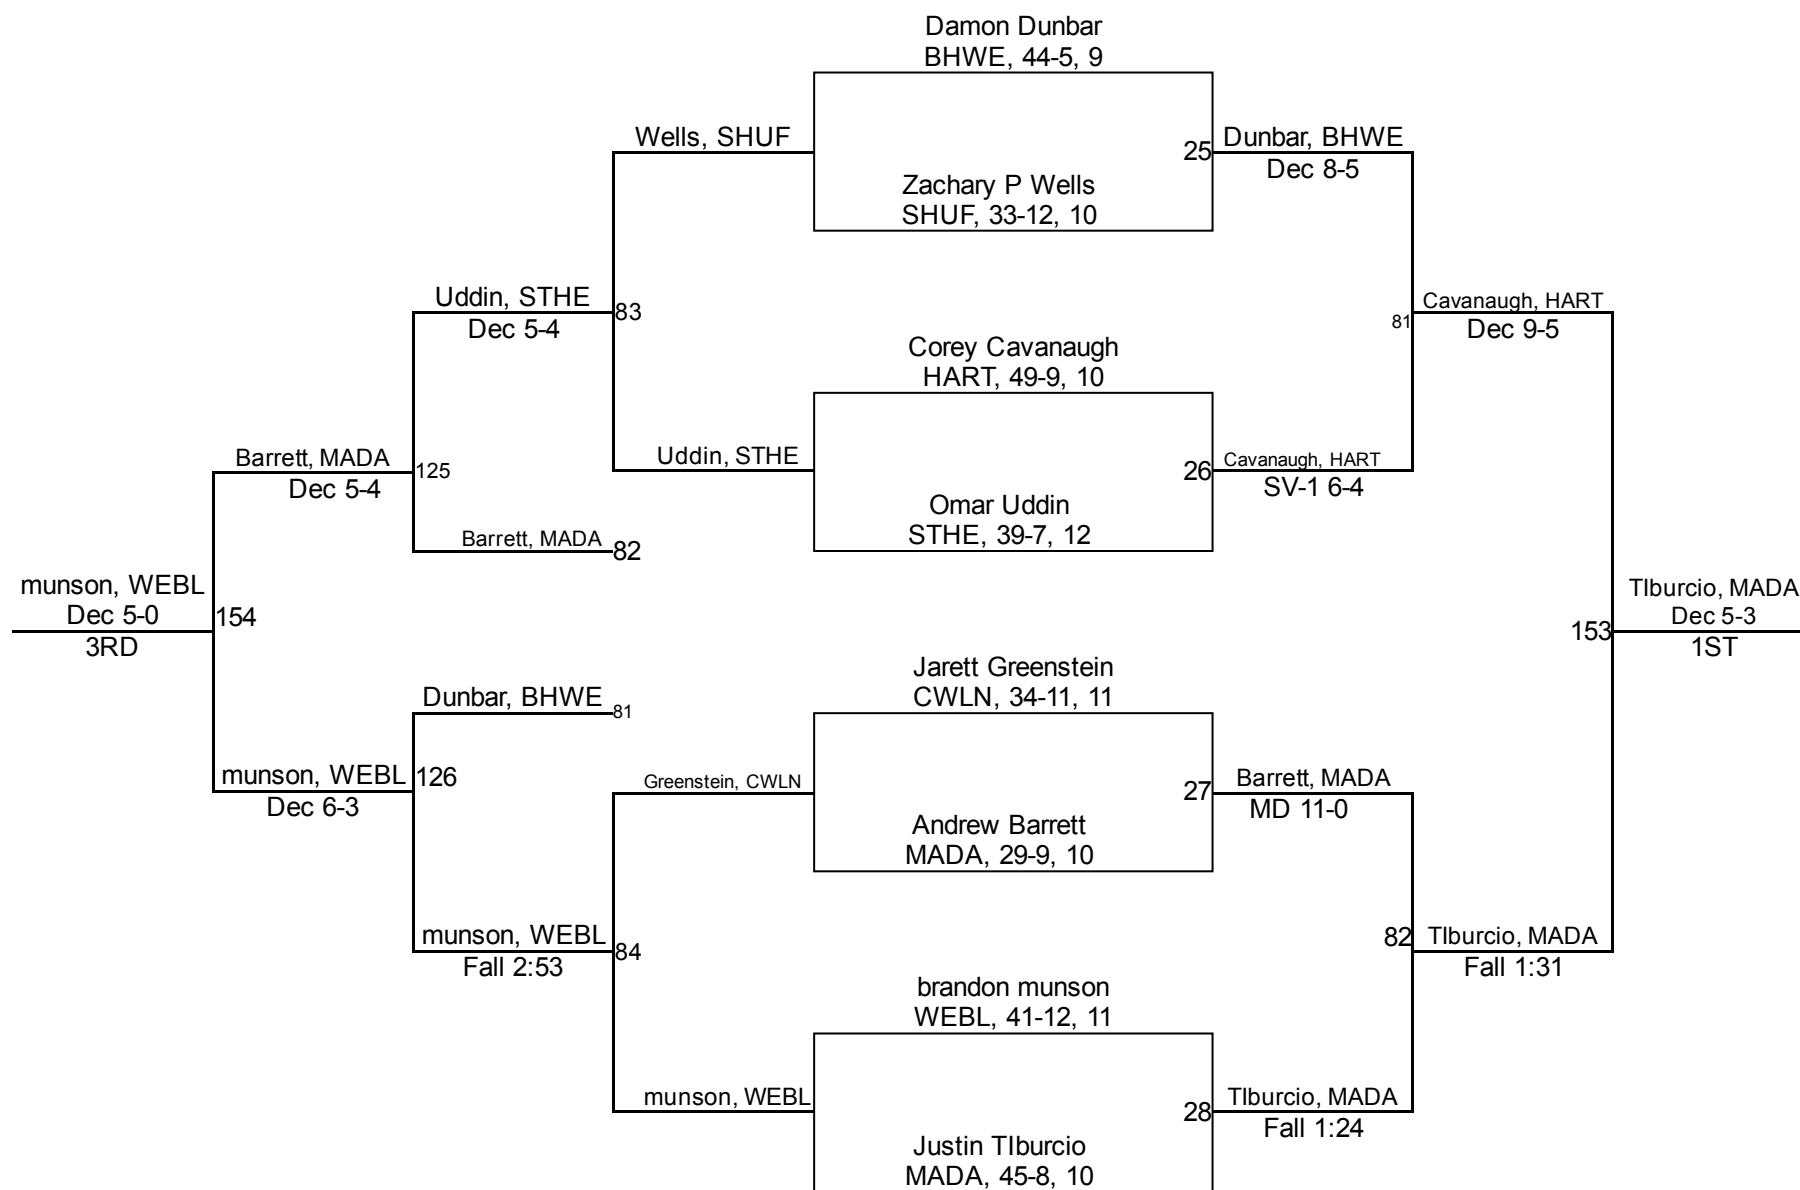 Damon Dunbar
BHWE, 44-5, 9
Wells, SHUF
25
Dunbar, BHWE
Dec 8-5
Zachary P Wells
SHUF, 33-12, 10
Uddin, STHE
Dec 5-4
83
Cavanaugh, HART
81
Dec 9-5
Corey Cavanaugh
HART, 49-9, 10
Barrett, MADA
Dec 5-4
125
Uddin, STHE
26
Cavanaugh, HART
SV-1 6-4
Omar Uddin
STHE, 39-7, 12
Barrett, MADA
82
munson, WEBL
Dec 5-0
3RD
154
153
TIburcio, MADA
Dec 5-3
1ST
Jarett Greenstein
CWLN, 34-11, 11
Dunbar, BHWE
81
munson, WEBL
Dec 6-3
126
Greenstein, CWLN
27
Barrett, MADA
MD 11-0
Andrew Barrett
MADA, 29-9, 10
munson, WEBL
Fall 2:53
84
82
TIburcio, MADA
Fall 1:31
brandon munson
WEBL, 41-12, 11
munson, WEBL
28
TIburcio, MADA
Fall 1:24
Justin TIburcio
MADA, 45-8, 10